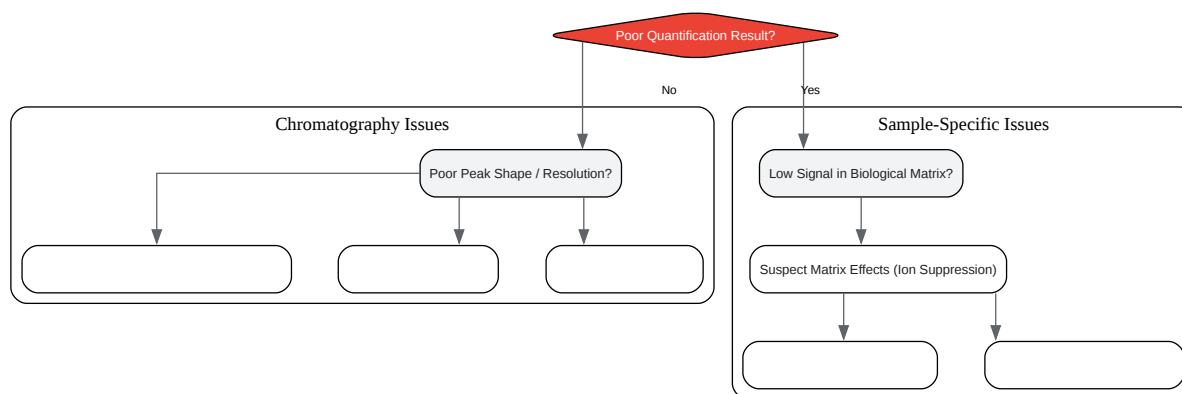 Poor Quantification Result?
No
Yes
Chromatography Issues
Sample-Specific Issues
Poor Peak Shape / Resolution?
Low Signal in Biological Matrix?
Suspect Matrix Effects (Ion Suppression)